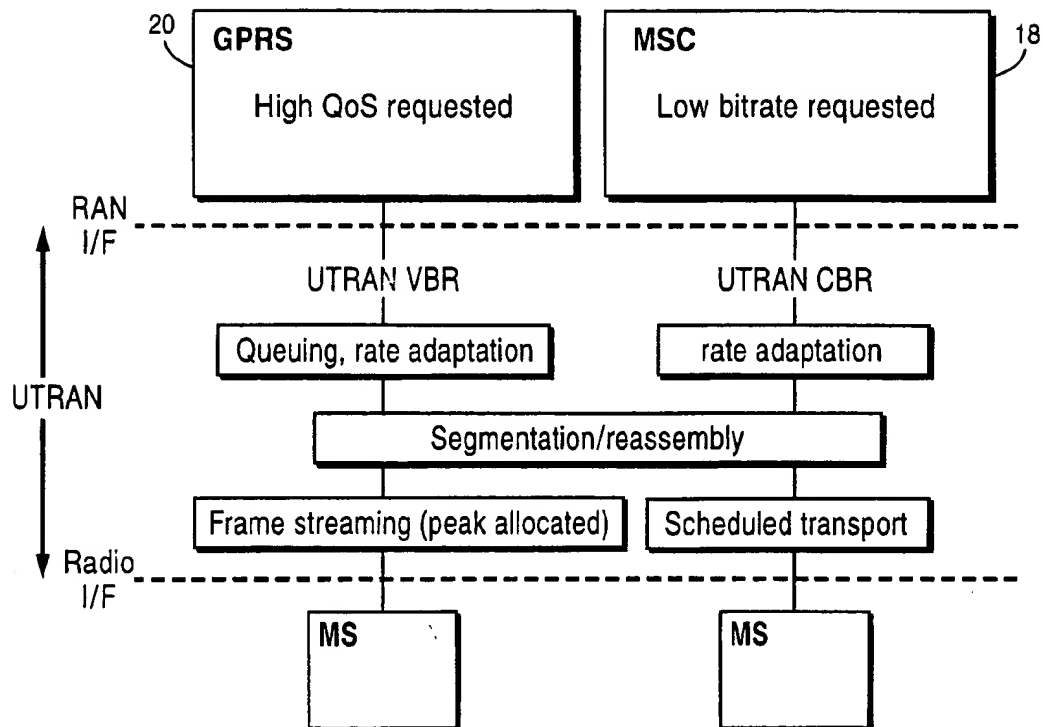 20
GPRS
High QoS requested
MSC
Low bitrate requested
18
RAN
I/F
UTRAN VBR
UTRAN CBR
Queuing, rate adaptation
rate adaptation
UTRAN
Segmentation/reassembly
Frame streaming (peak allocated)
Scheduled transport
Radio
I/F
MS
MS